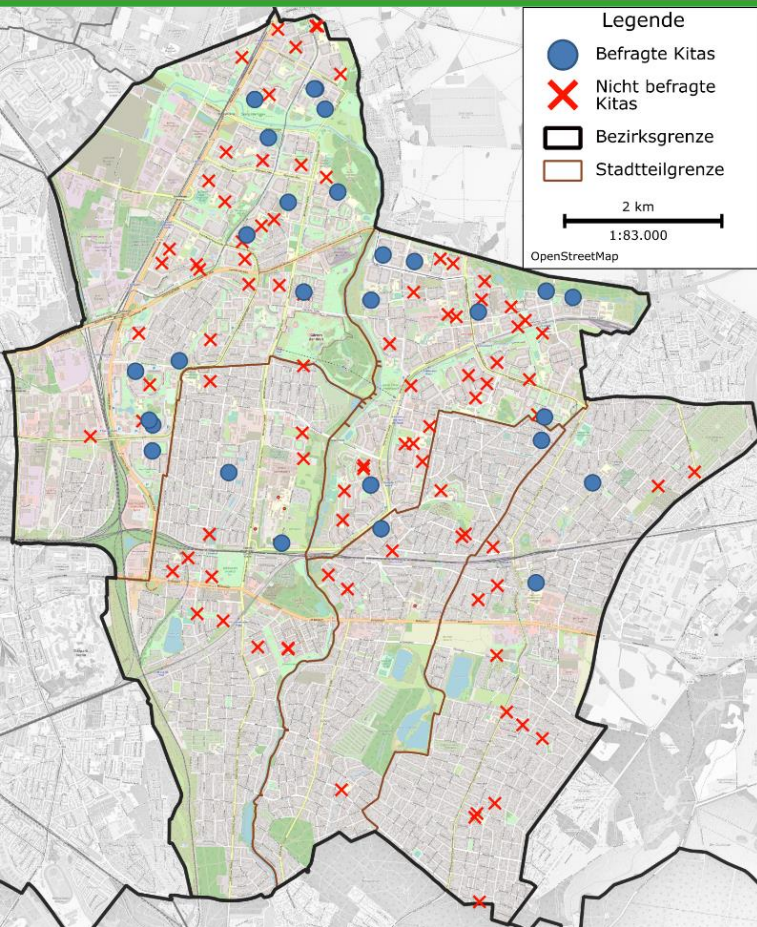 Legende
Befragte Kitas
Nicht befragte
Kitas
Bezirksgrenze
Stadtteilgrenze
2 km
1:83.000
OpenStreetMap